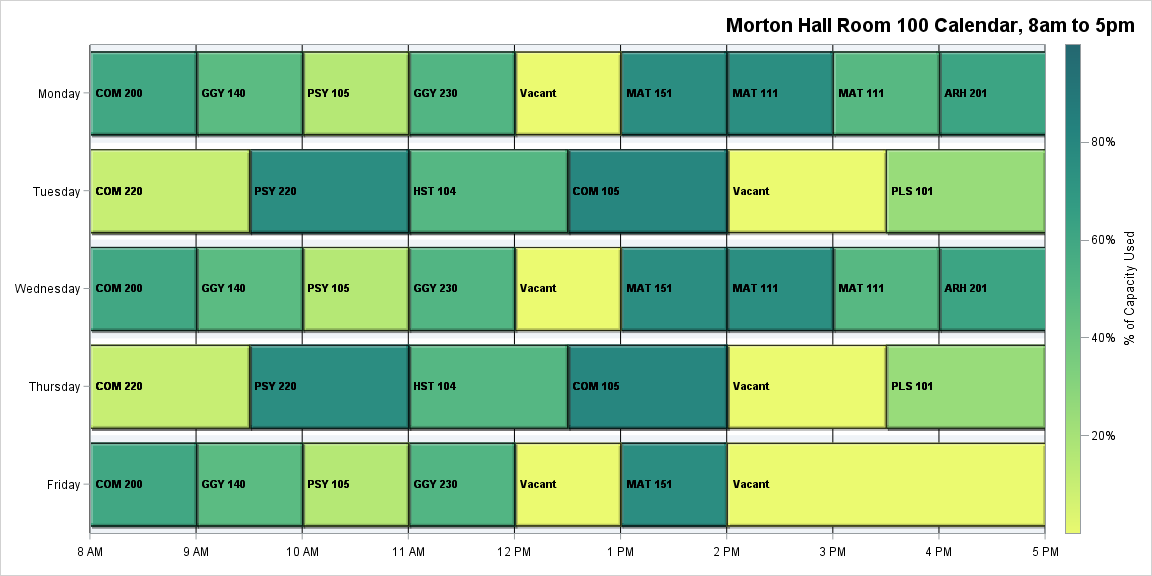 Morton Hall Room 100 Calendar, 8am to 5pm
Monday COM 200 GGY 140 PSY 105 GGY 230 Vacant MAT 151 MAT 111 MAT 111 ARH 201
Tuesday COM 220 PSY 220 HST 104 COM 105 Vacant PLS 101
Wednesday COM 200 GGY 140 PSY 105 GGY 230 Vacant MAT 151 MAT 111 MAT 111 ARH 201
Thursday COM 220 PSY 220 HST 104 COM 105 Vacant PLS 101
Friday COM 200 GGY 140 PSY 105 GGY 230 Vacant MAT 151 Vacant
8 AM 9 AM 10 AM 11 AM 12 PM 1 PM 2 PM 3 PM 4 PM 5 PM
80%
60%
40%
20%
% of Capacity Used